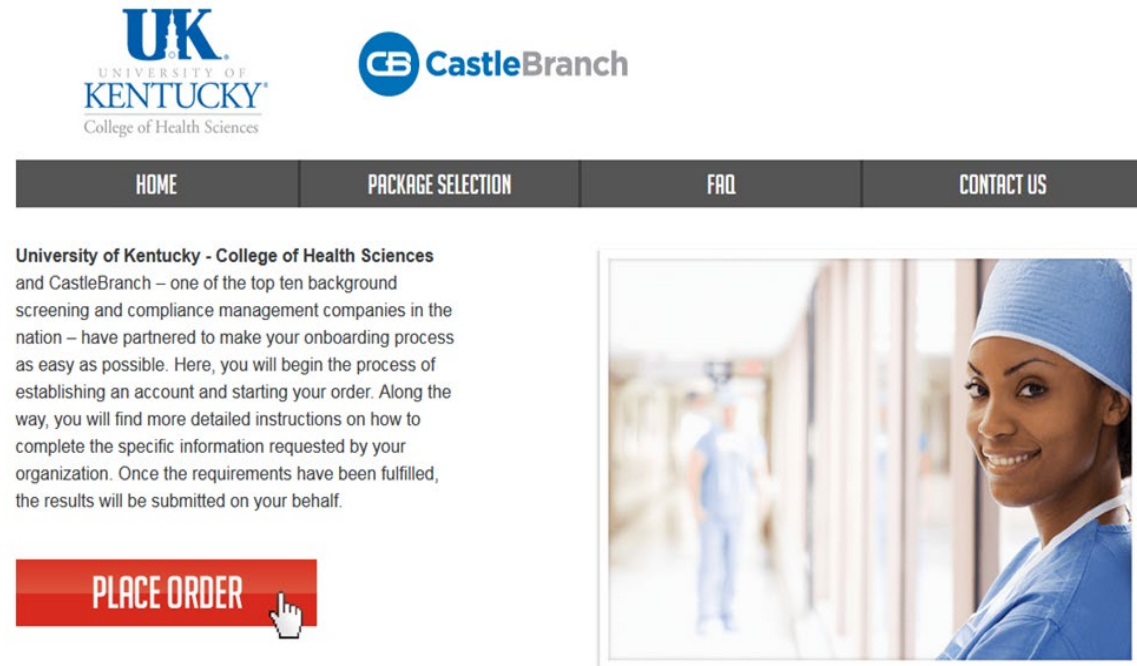 UK
UNIVERSITY OF
KENTUCKY®
College of Health Sciences
CB CastleBranch
HOME PACKAGE SELECTION FAQ CONTACT US
University of Kentucky - College of Health Sciences
and CastleBranch – one of the top ten background
screening and compliance management companies in the
nation – have partnered to make your onboarding process
as easy as possible. Here, you will begin the process of
establishing an account and starting your order. Along the
way, you will find more detailed instructions on how to
complete the specific information requested by your
organization. Once the requirements have been fulfilled,
the results will be submitted on your behalf.
PLACE ORDER